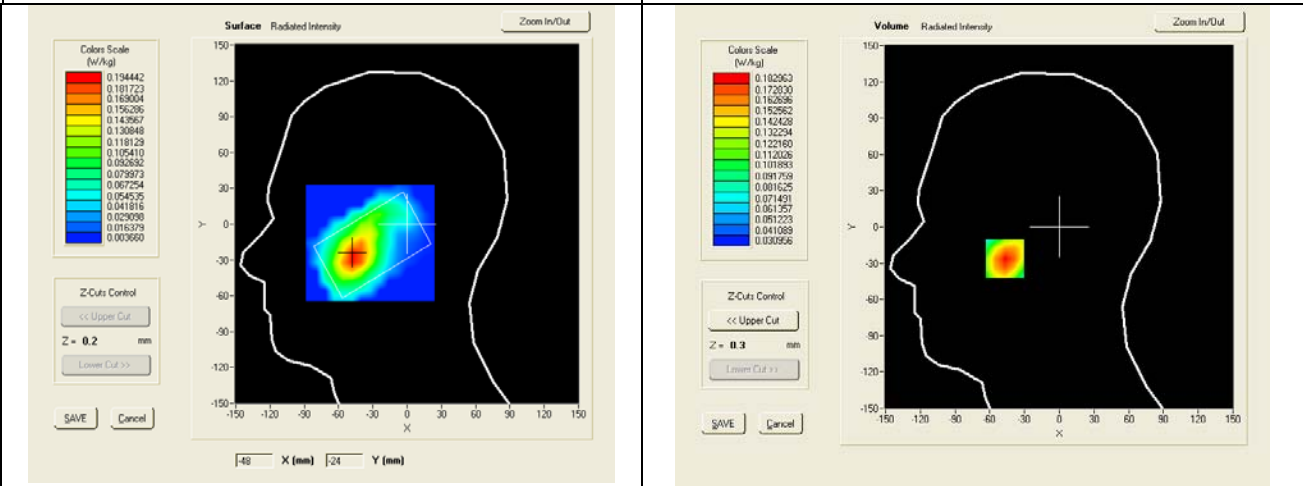 Surface Radiated Intensity
Zoom In/Out
Colors Scale
(W/kg)
0.194442
0.181723
0.169004
0.156286
0.143567
0.130848
0.118129
0.105410
0.092692
0.079973
0.067254
0.054535
0.041816
0.029098
0.016379
0.003660
Z-Cuts Control
<< Upper Cut
Z = 0.2 mm
Lower Cut >>
SAVE Cancel
150
120
90
60
30
0
-30
-60
-90
-120
-150
Y
-150 -120 -90 -60 -30 0 30 60 90 120 150
X
-48 X (mm) -24 Y (mm)
Volume Radiated Intensity
Zoom In/Out
Colors Scale
(W/kg)
0.182963
0.172830
0.162696
0.152562
0.142428
0.132294
0.122160
0.112026
0.101893
0.091759
0.081625
0.071491
0.061357
0.051223
0.041089
0.030956
Z-Cuts Control
<< Upper Cut
Z = 0.3 mm
Lower Cut >>
SAVE Cancel
150
120
90
60
30
0
-30
-60
-90
-120
-150
Y
-150 -120 -90 -60 -30 0 30 60 90 120 150
X